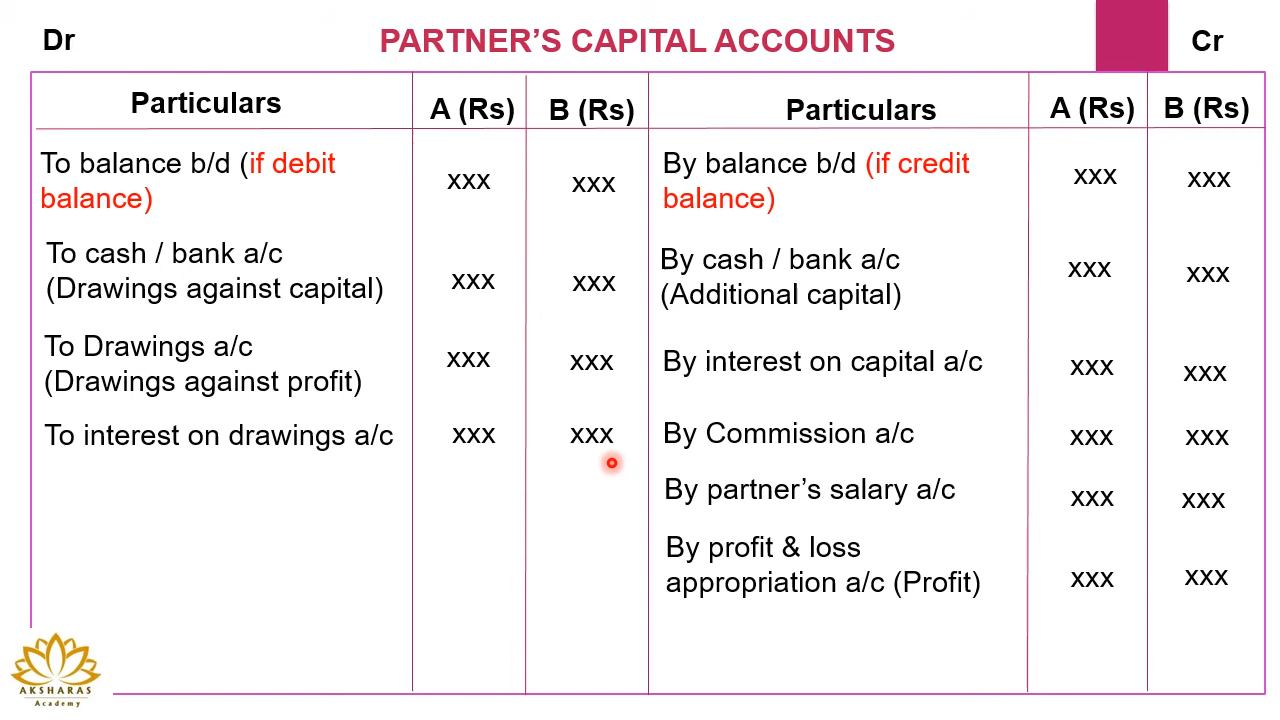 Dr
PARTNER’S CAPITAL ACCOUNTS
Cr
Particulars
A (Rs)
B (Rs)
Particulars
A (Rs)
B (Rs)
To balance b/d (if debit
balance)
xxx
xxx
By balance b/d (if credit
balance)
xxx
xxx
To cash / bank a/c
(Drawings against capital)
xxx
xxx
By cash / bank a/c
(Additional capital)
xxx
xxx
To Drawings a/c
(Drawings against profit)
xxx
xxx
By interest on capital a/c
xxx
xxx
To interest on drawings a/c
xxx
xxx
By Commission a/c
xxx
xxx
By partner’s salary a/c
xxx
xxx
By profit & loss
appropriation a/c (Profit)
xxx
xxx
AKSHARAS
Academy